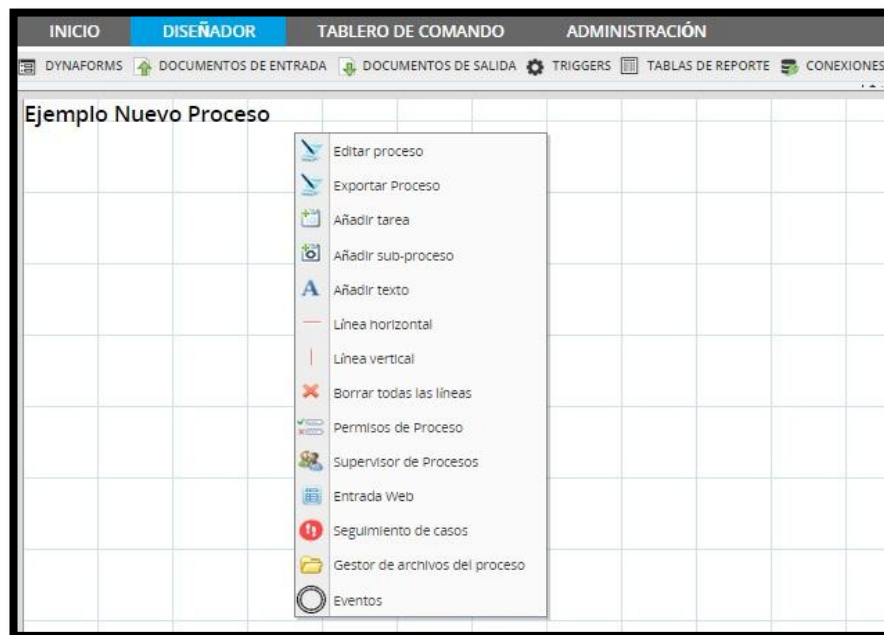 INICIO DISEÑADOR TABLERO DE COMANDO ADMINISTRACIÓN
DYNAFORMS DOCUMENTOS DE ENTRADA DOCUMENTOS DE SALIDA TRIGGERS TABLAS DE REPORTE CONEXIONES
Ejemplo Nuevo Proceso
Editar proceso
Exportar Proceso
Añadir tarea
Añadir sub-proceso
Añadir texto
Línea horizontal
Línea vertical
Borrar todas las líneas
Permisos de Proceso
Supervisor de Procesos
Entrada Web
Seguimiento de casos
Gestor de archivos del proceso
Eventos